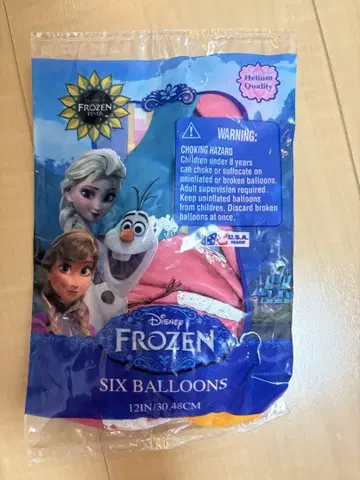 FROZEN
FEVER
Helium
Quality
WARNING:
CHOKING HAZARD
Children under 8 years
can choke or suffocate on
uninflated or broken balloons.
Adult supervision required.
Keep uninflated balloons
from children. Discard broken
balloons at once.
U.S.A.
Disney
FROZEN
SIX BALLOONS
12IN/30.48CM